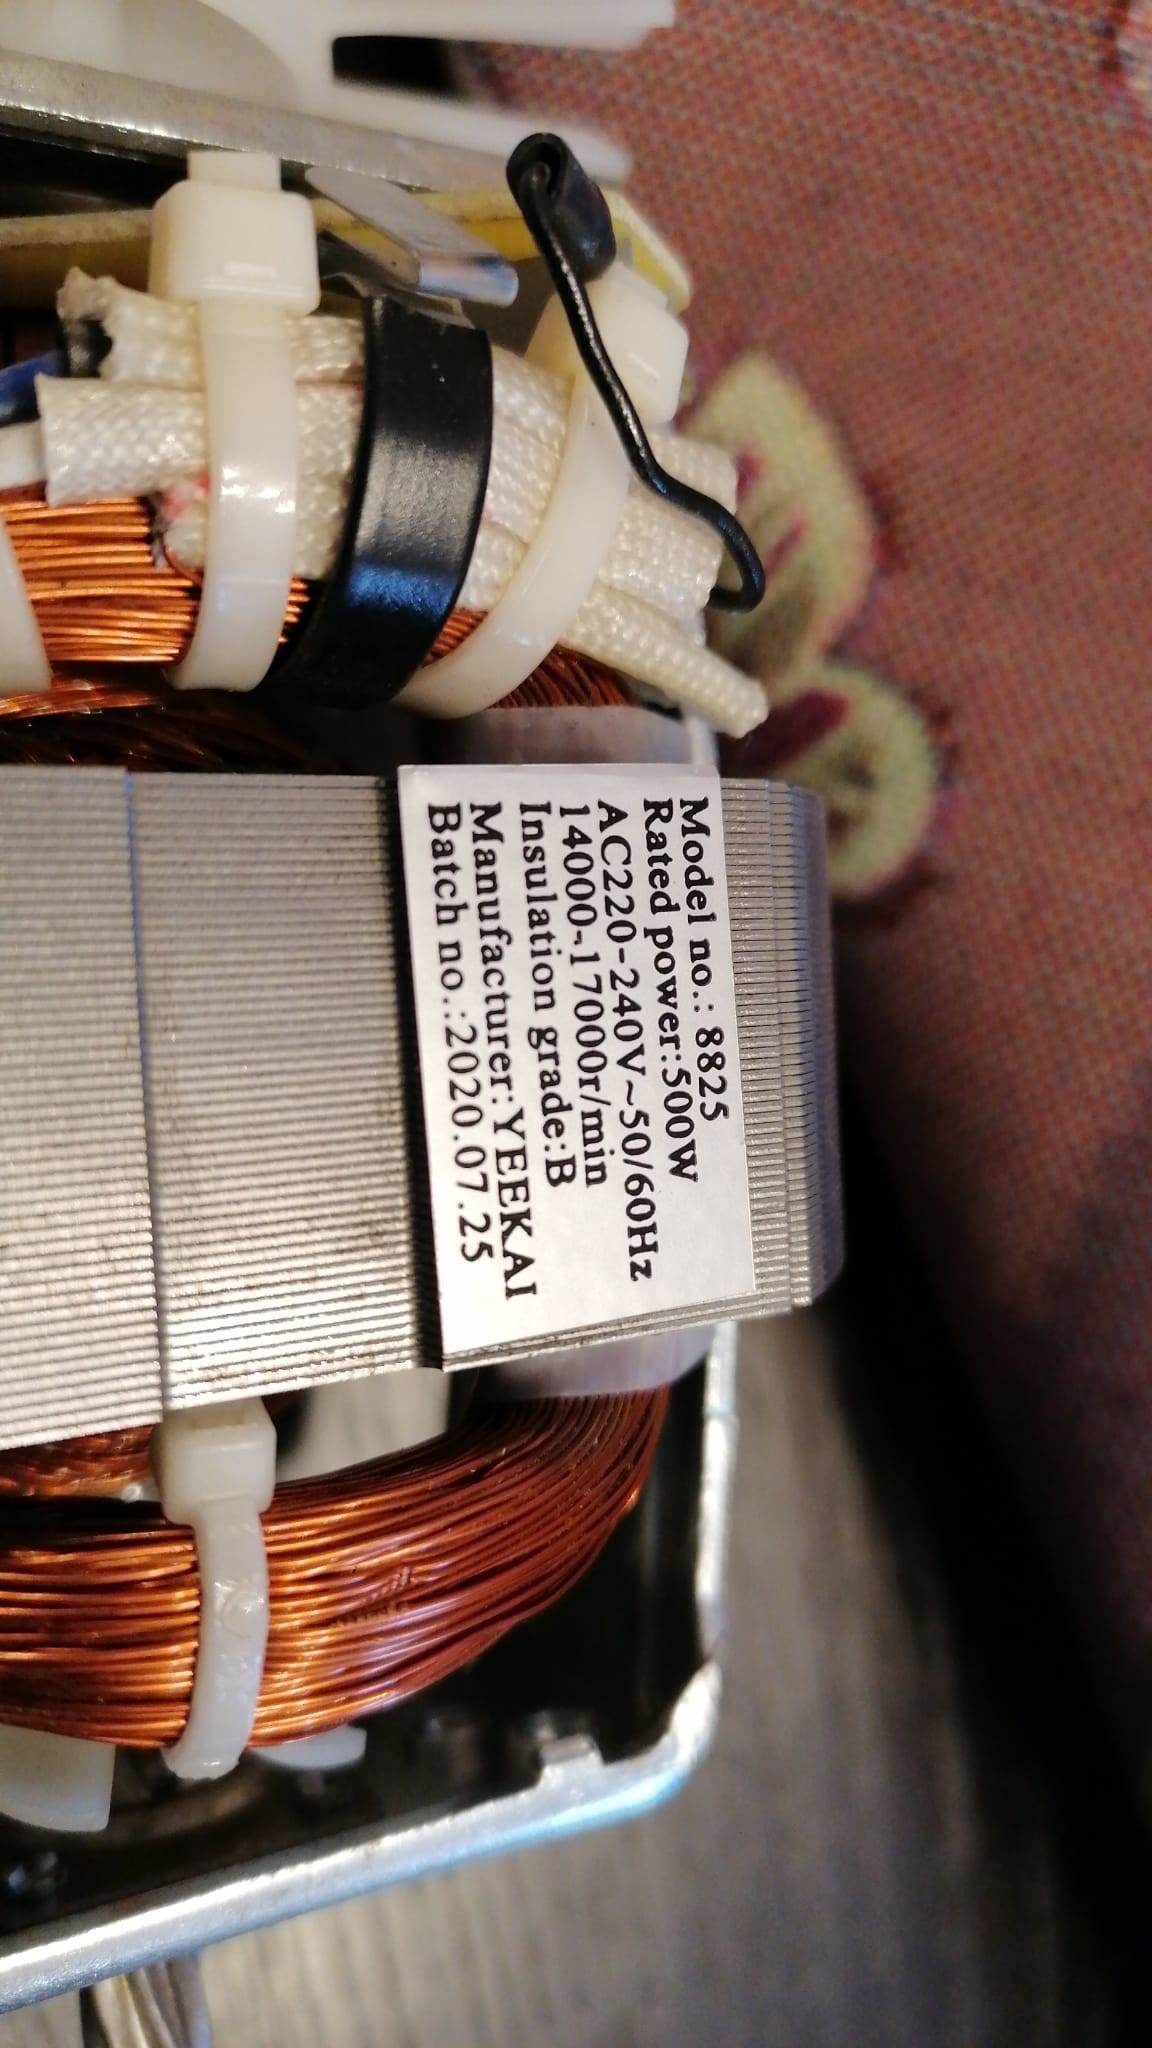 Model no.: 8825
Rated power:500W
AC220-240V~50/60Hz
14000-17000r/min
Insulation grade:B
Manufacturer:YEEKAI
Batch no.:2020.07.25